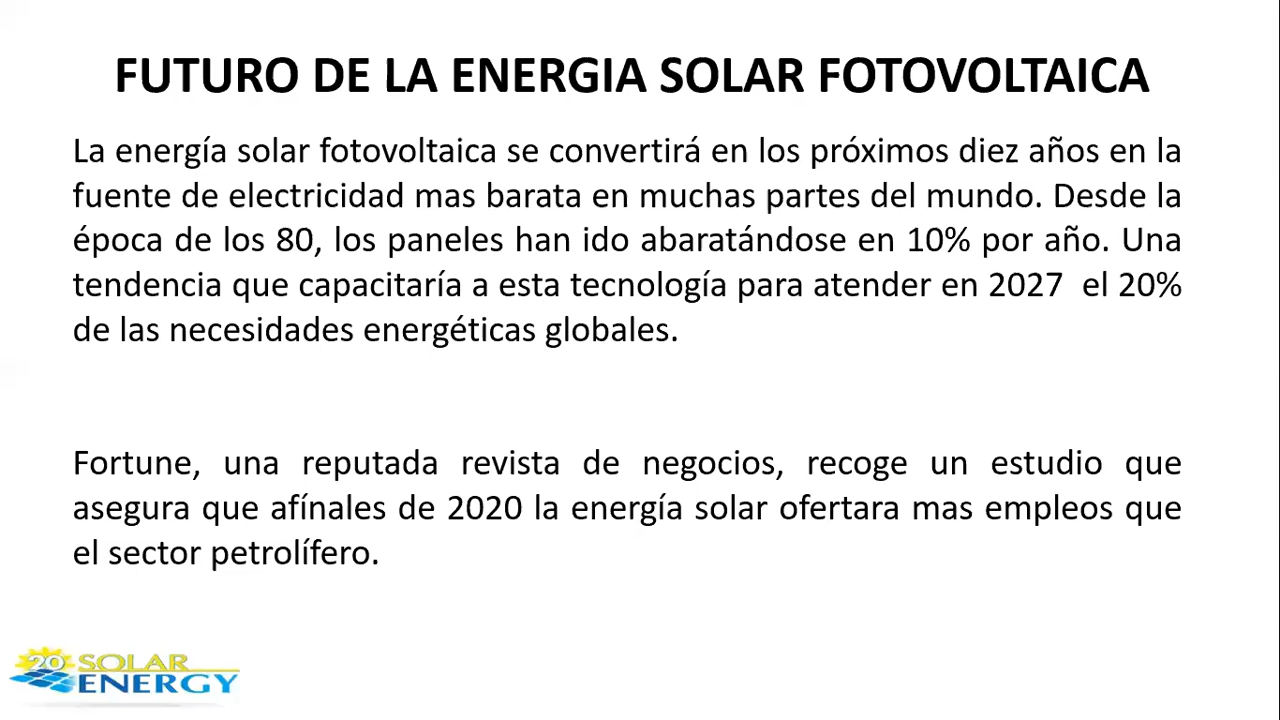 FUTURO DE LA ENERGIA SOLAR FOTOVOLTAICA
La energía solar fotovoltaica se convertirá en los próximos diez años en la
fuente de electricidad mas barata en muchas partes del mundo. Desde la
época de los 80, los paneles han ido abaratándose en 10% por año. Una
tendencia que capacitaría a esta tecnología para atender en 2027  el 20%
de las necesidades energéticas globales.
Fortune, una reputada revista de negocios, recoge un estudio que
asegura que afínales de 2020 la energía solar ofertara mas empleos que
el sector petrolífero.
20 SOLAR
ENERGY